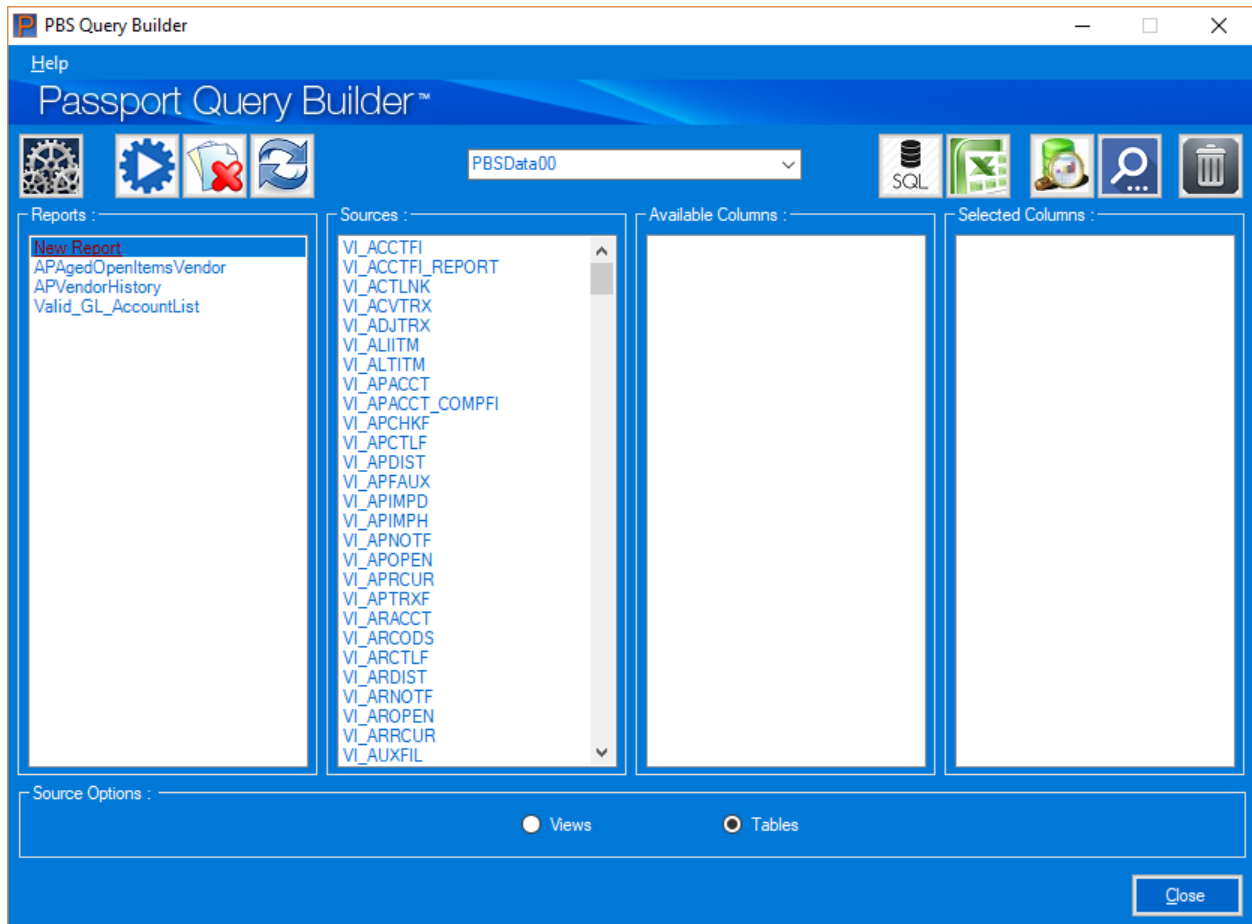 PBS Query Builder
Help
Passport Query Builder™
PBSData00
SQL
Reports :
New Report
APAgedOpenItemsVendor
APVendorHistory
Valid_GL_AccountList
Sources :
VI_ACCTFI
VI_ACCTFI_REPORT
VI_ACTLNK
VI_ACVTRX
VI_ADJTRX
VI_ALIITM
VI_ALTITM
VI_APACCT
VI_APACCT_COMPFI
VI_APCHKF
VI_APCTLF
VI_APDIST
VI_APFAUX
VI_APIMPD
VI_APIMPH
VI_APNOTF
VI_APOPEN
VI_APRCUR
VI_APTRXF
VI_ARACCT
VI_ARCODS
VI_ARCTLF
VI_ARDIST
VI_ARNOTF
VI_AROPEN
VI_ARRCUR
VI_AUXFIL
Available Columns :
Selected Columns :
Source Options :
Views
Tables
Close